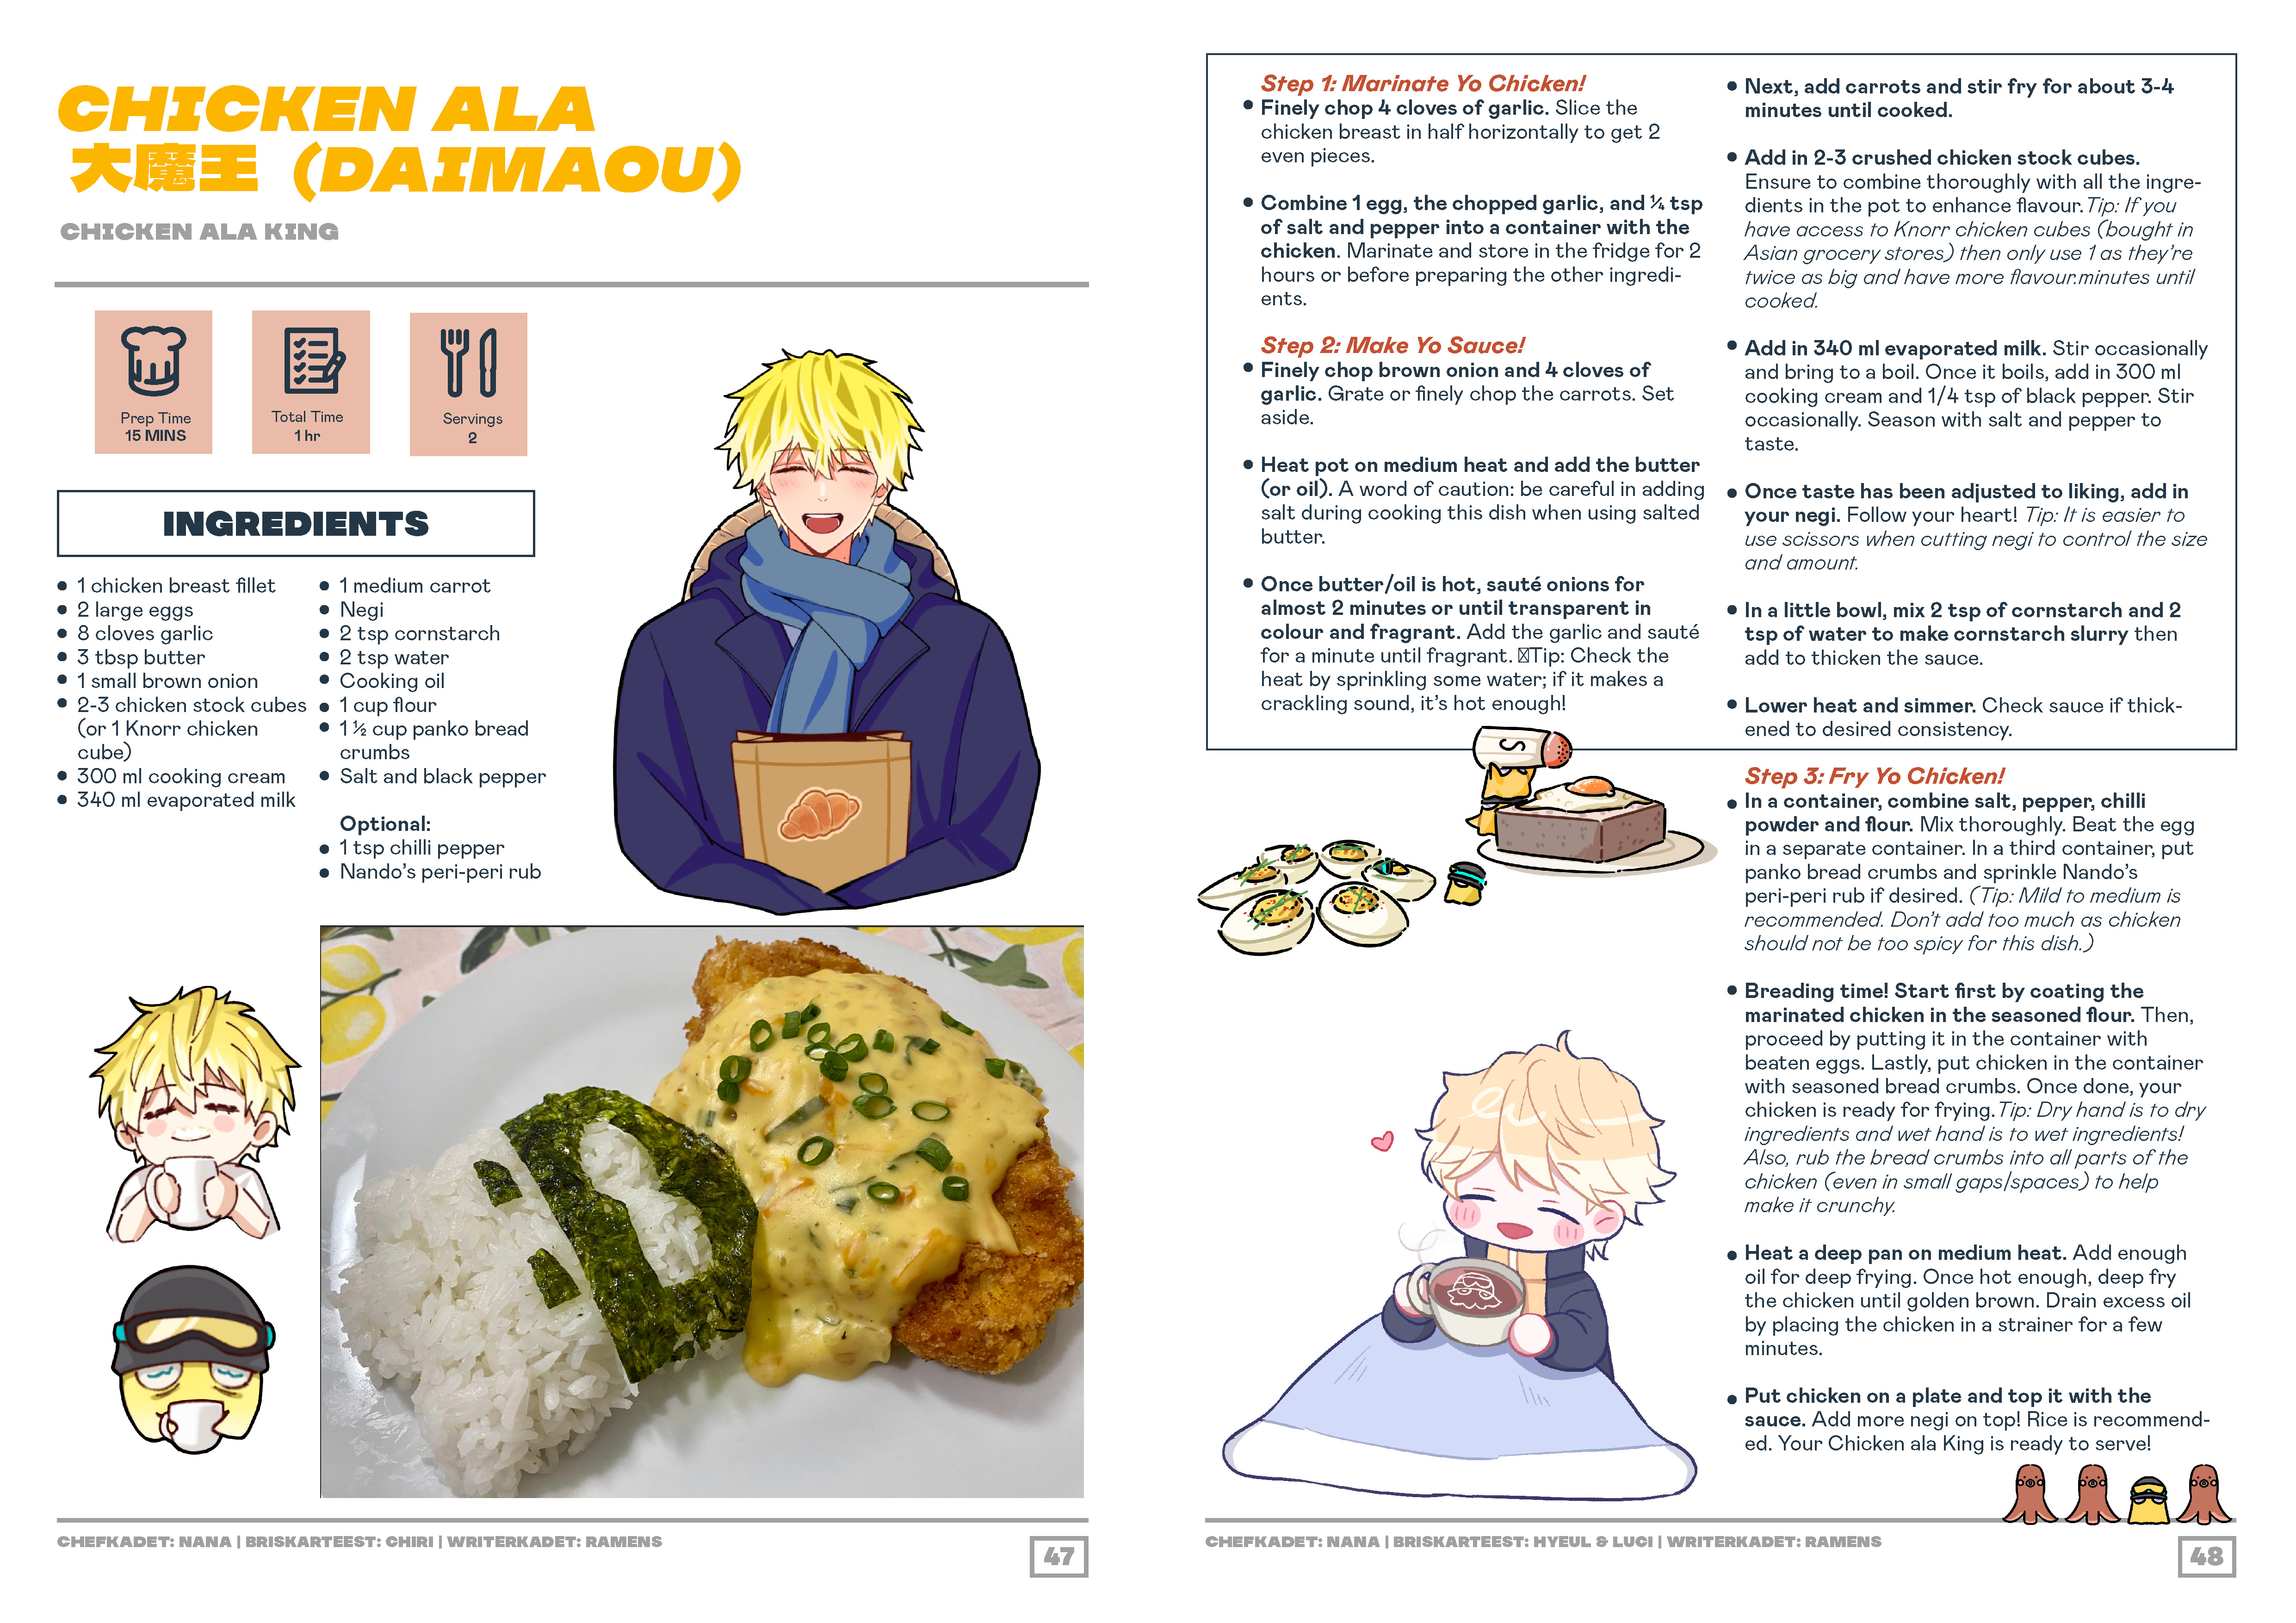 CHICKEN ALA
大魔王 (DAIMAOU)
CHICKEN ALA KING
Prep Time
15 MINS
Total Time
1 hr
Servings
2
INGREDIENTS
• 1 chicken breast fillet
• 2 large eggs
• 8 cloves garlic
• 3 tbsp butter
• 1 small brown onion
• 2-3 chicken stock cubes
(or 1 Knorr chicken
cube)
• 300 ml cooking cream
• 340 ml evaporated milk
• 1 medium carrot
• Negi
• 2 tsp cornstarch
• 2 tsp water
• Cooking oil
• 1 cup flour
• 1 ½ cup panko bread
crumbs
• Salt and black pepper
Optional:
• 1 tsp chilli pepper
• Nando's peri-peri rub
CHEFKADET: NANA | BRISKARTEEST: CHIRI | WRITERKADET: RAMENS
47
Step 1: Marinate Yo Chicken!
• Finely chop 4 cloves of garlic. Slice the
chicken breast in half horizontally to get 2
even pieces.
• Combine 1 egg, the chopped garlic, and ¼ tsp
of salt and pepper into a container with the
chicken. Marinate and store in the fridge for 2
hours or before preparing the other ingredi-
ents.
Step 2: Make Yo Sauce!
• Finely chop brown onion and 4 cloves of
garlic. Grate or finely chop the carrots. Set
aside.
• Heat pot on medium heat and add the butter
(or oil). A word of caution: be careful in adding
salt during cooking this dish when using salted
butter.
• Once butter/oil is hot, sauté onions for
almost 2 minutes or until transparent in
colour and fragrant. Add the garlic and sauté
for a minute until fragrant. Tip: Check the
heat by sprinkling some water; if it makes a
crackling sound, it's hot enough!
S
• Next, add carrots and stir fry for about 3-4
minutes until cooked.
• Add in 2-3 crushed chicken stock cubes.
Ensure to combine thoroughly with all the ingre-
dients in the pot to enhance flavour. Tip: If you
have access to Knorr chicken cubes (bought in
Asian grocery stores) then only use 1 as they're
twice as big and have more flavour.minutes until
cooked.
• Add in 340 ml evaporated milk. Stir occasionally
and bring to a boil. Once it boils, add in 300 ml
cooking cream and 1/4 tsp of black pepper. Stir
occasionally. Season with salt and pepper to
taste.
• Once taste has been adjusted to liking, add in
your negi. Follow your heart! Tip: It is easier to
use scissors when cutting negi to control the size
and amount.
• In a little bowl, mix 2 tsp of cornstarch and 2
tsp of water to make cornstarch slurry then
add to thicken the sauce.
• Lower heat and simmer. Check sauce if thick-
ened to desired consistency.
Step 3: Fry Yo Chicken!
• In a container, combine salt, pepper, chilli
powder and flour. Mix thoroughly. Beat the egg
in a separate container. In a third container, put
panko bread crumbs and sprinkle Nando's
peri-peri rub if desired. (Tip: Mild to medium is
recommended. Don't add too much as chicken
should not be too spicy for this dish.)
• Breading time! Start first by coating the
marinated chicken in the seasoned flour. Then,
proceed by putting it in the container with
beaten eggs. Lastly, put chicken in the container
with seasoned bread crumbs. Once done, your
chicken is ready for frying. Tip: Dry hand is to dry
ingredients and wet hand is to wet ingredients!
Also, rub the bread crumbs into all parts of the
chicken (even in small gaps/spaces) to help
make it crunchy.
• Heat a deep pan on medium heat. Add enough
oil for deep frying. Once hot enough, deep fry
the chicken until golden brown. Drain excess oil
by placing the chicken in a strainer for a few
minutes.
• Put chicken on a plate and top it with the
sauce. Add more negi on top! Rice is recommend-
ed. Your Chicken ala King is ready to serve!
CHEFKADET: NANA | BRISKARTEEST: HYEUL & LUCI | WRITERKADET: RAMENS
48